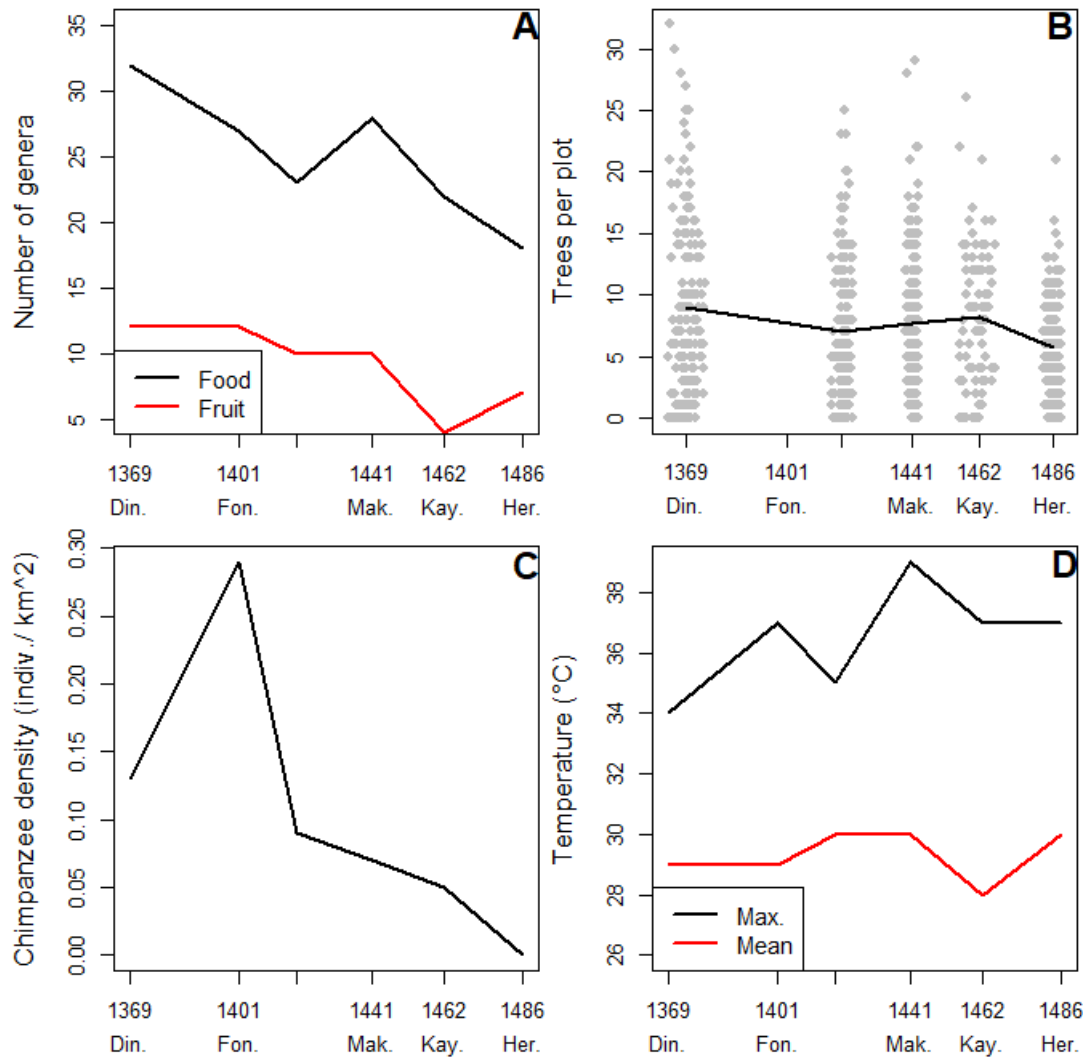 A
Number of genera
35
30
25
20
15
10
5
Food
Fruit
1369 1401 1441 1462 1486
Din. Fon. Mak. Kay. Her.
B
Trees per plot
30
25
20
15
10
5
0
1369 1401 1441 1462 1486
Din. Fon. Mak. Kay. Her.
C
Chimpanzee density (indiv./ km^2)
0.30
0.25
0.20
0.15
0.10
0.05
0.00
1369 1401 1441 1462 1486
Din. Fon. Mak. Kay. Her.
D
Temperature (°C)
38
36
34
32
30
28
26
Max.
Mean
1369 1401 1441 1462 1486
Din. Fon. Mak. Kay. Her.